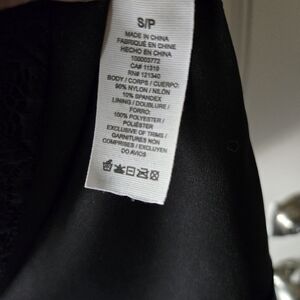 S/P
MADE IN CHINA
FABRIQUÉ EN CHINE
HECHO EN CHINA
100003772
CA# 11319
RN# 121340
BODY / CORPS / CUERPO:
90% NYLON / NILÓN
10% SPANDEX
LINING / DOUBLURE /
FORRO:
100% POLYESTER /
POLIÉSTER
EXCLUSIVE OF TRIMS /
GARNITURES NON
COMPRISES / EXCLUYEN
DO AVIOS